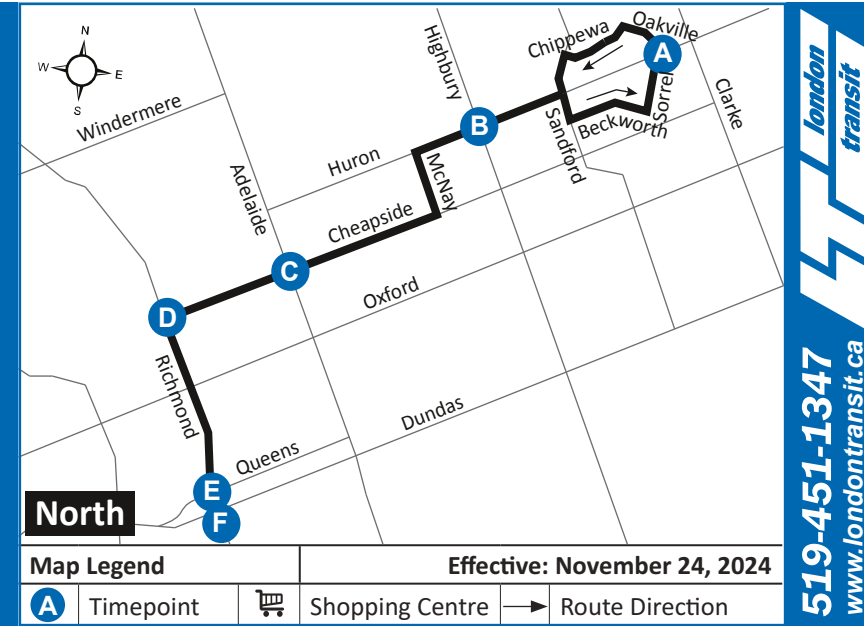 N
W
E
S
Windermere
Adelaide
Highbury
Chippewa
Oakville
A
Sorrel
Clarke
B
Sandford
Beckworth
Huron
McNay
Cheapside
C
D
Oxford
Richmond
Dundas
Queens
E
F
North
Map Legend
Effective: November 24, 2024
A Timepoint
Shopping Centre
Route Direction
london
transit
519-451-1347
www.londontransit.ca